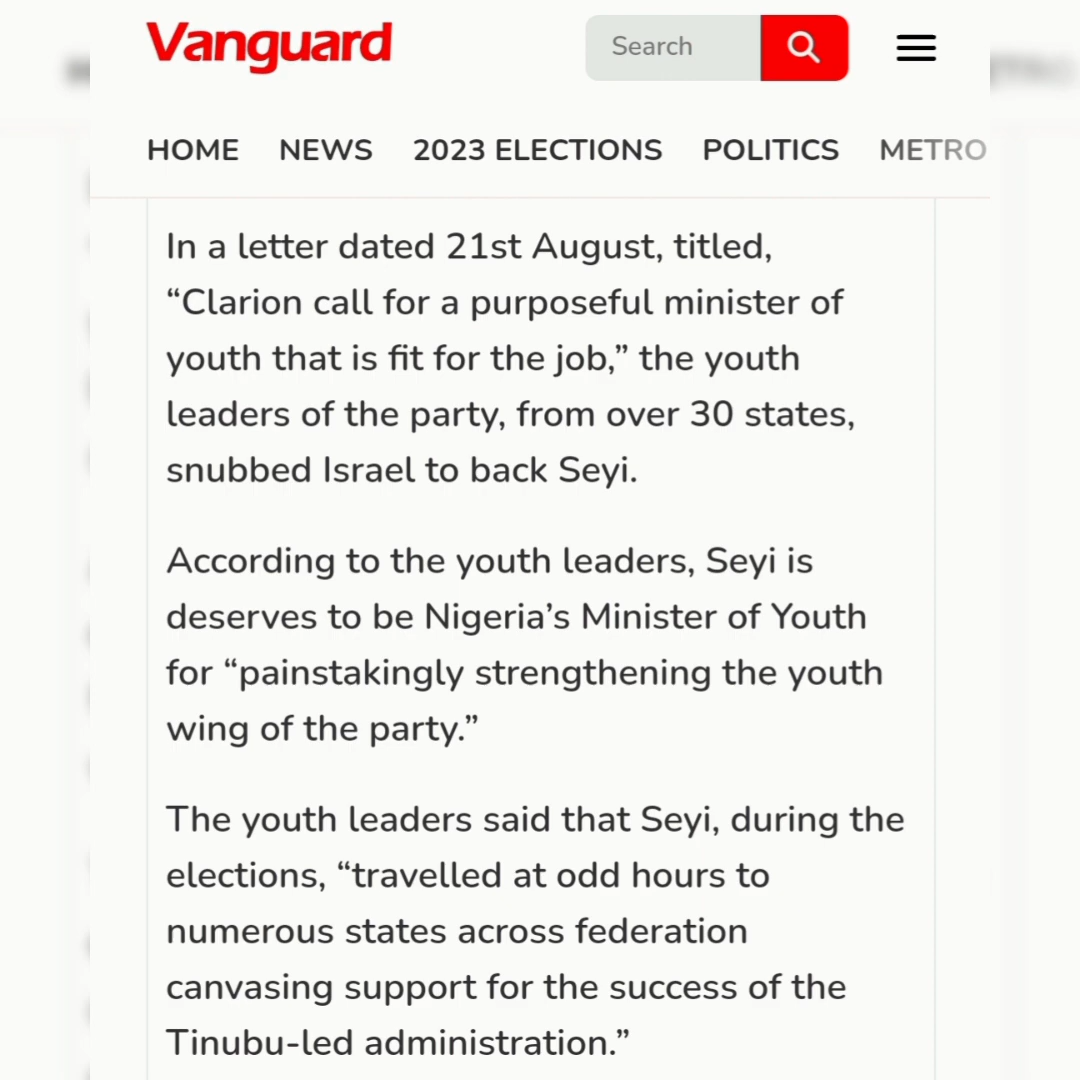 Vanguard
Search
HOME NEWS 2023 ELECTIONS POLITICS METRO
In a letter dated 21st August, titled,
“Clarion call for a purposeful minister of
youth that is fit for the job,” the youth
leaders of the party, from over 30 states,
snubbed Israel to back Seyi.
According to the youth leaders, Seyi is
deserves to be Nigeria’s Minister of Youth
for “painstakingly strengthening the youth
wing of the party.”
The youth leaders said that Seyi, during the
elections, “travelled at odd hours to
numerous states across federation
canvasing support for the success of the
Tinubu-led administration.”